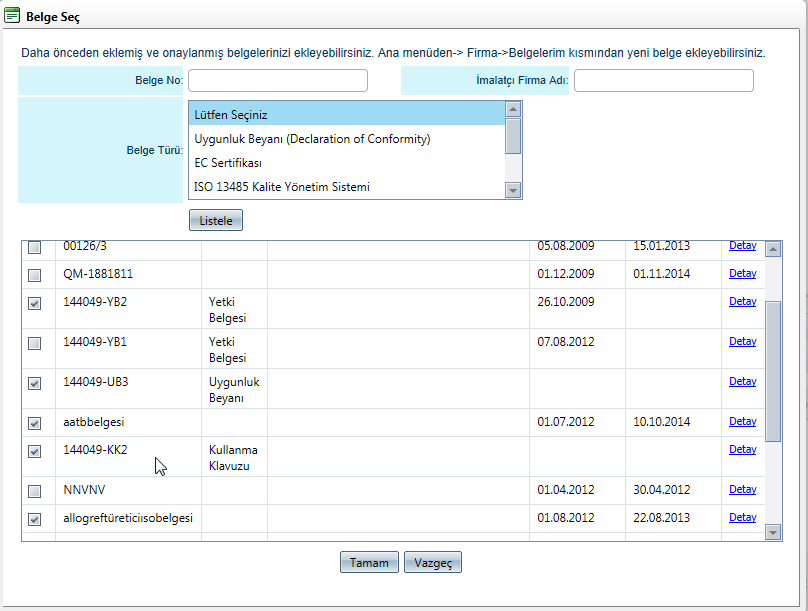 Belge Seç
Daha önceden eklemiş ve onaylanmış belgelerinizi ekleyebilirsiniz. Ana menüden-> Firma->Belgelerim kısmından yeni belge ekleyebilirsiniz.
Belge No: İmalatçı Firma Adı:
Belge Türü:
Lütfen Seçiniz
Uygunluk Beyanı (Declaration of Conformity)
EC Sertifikası
ISO 13485 Kalite Yönetim Sistemi
Listele
00126/3 05.08.2009 15.01.2013 Detay
QM-1881811 01.12.2009 01.11.2014 Detay
144049-YB2 Yetki 26.10.2009 Detay
Belgesi
144049-YB1 Yetki 07.08.2012 Detay
Belgesi
144049-UB3 Uygunluk Detay
Beyanı
aatbbelgesi 01.07.2012 10.10.2014 Detay
144049-KK2 Kullanma Detay
Klavuzu
NNVNV 01.04.2012 30.04.2012 Detay
allogreftüreticiısobelgesi 01.08.2012 22.08.2013 Detay
Tamam Vazgeç